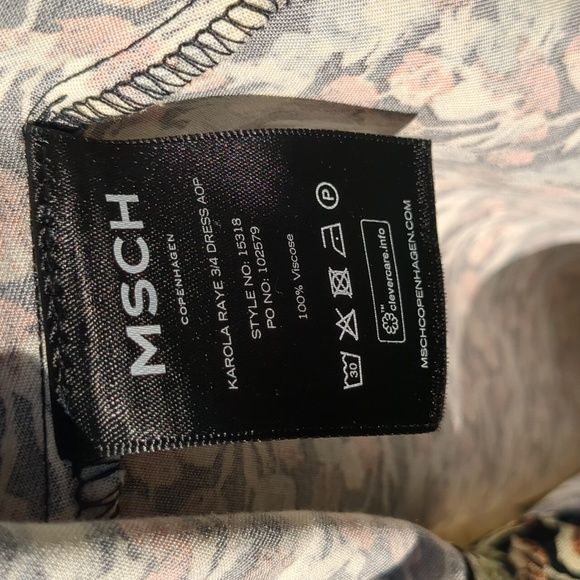 MSCH
COPENHAGEN
KAROLA RAYE 3/4 DRESS AOP
STYLE NO: 15318
PO NO: 102579
100% Viscose
30
P
clevercare.info
TM
MSCHCOPENHAGEN.COM